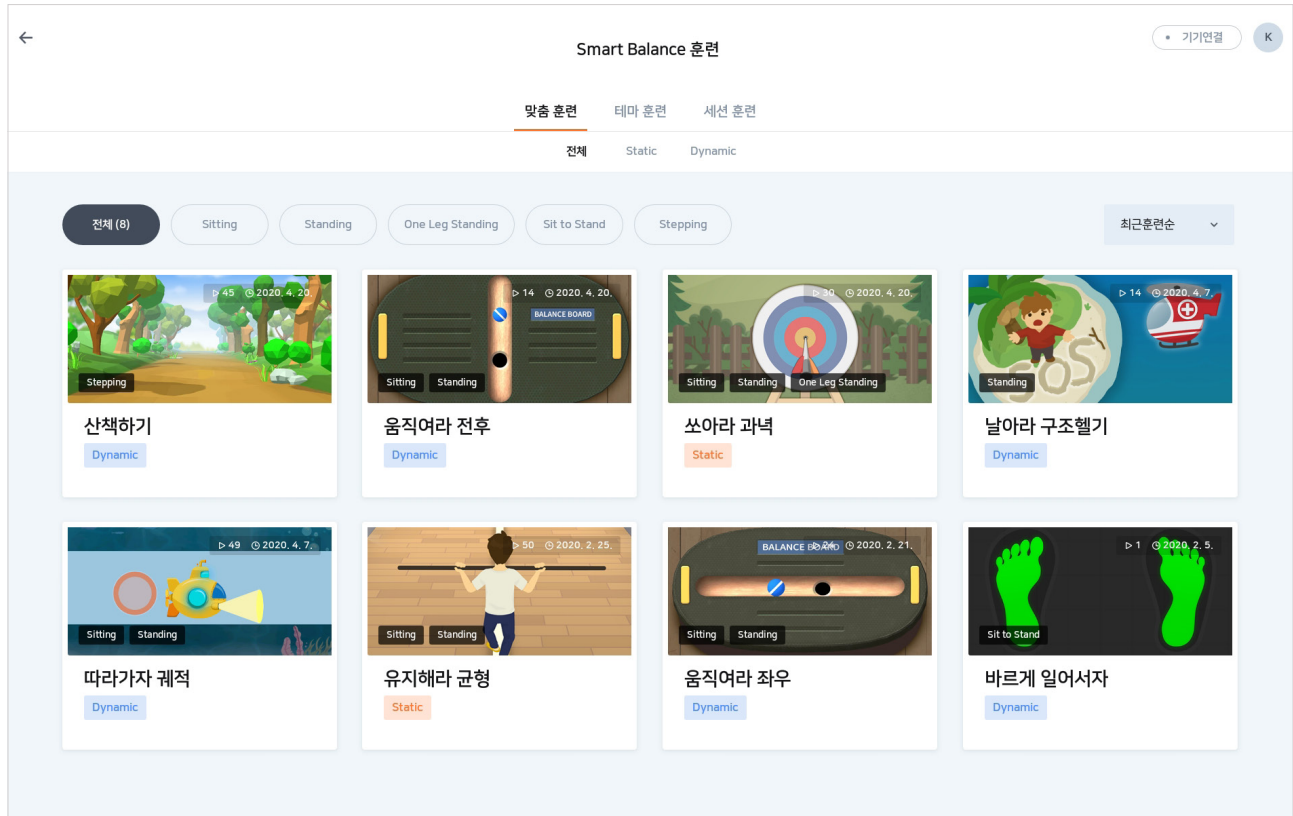 Smart Balance 훈련
기기연결
K
맞춤 훈련 테마 훈련 세션 훈련
전체 Static Dynamic
전체 (8) Sitting Standing One Leg Standing Sit to Stand Stepping
최근훈련순
45 2020. 4. 20.
Stepping
산책하기
Dynamic
14 2020. 4. 20.
BALANCE BOARD
Sitting Standing
움직여라 전후
Dynamic
30 2020. 4. 20.
Sitting Standing One Leg Standing
쏘아라 과녁
Static
14 2020. 4. 7.
SOS
Standing
날아라 구조헬기
Dynamic
49 2020. 4. 7.
Sitting Standing
따라가자 궤적
Dynamic
50 2020. 2. 25.
Sitting Standing
유지해라 균형
Static
BALANCE BOARD
24 2020. 2. 21.
Sitting Standing
움직여라 좌우
Dynamic
1 2020. 2. 5.
Sit to Stand
바르게 일어서자
Dynamic